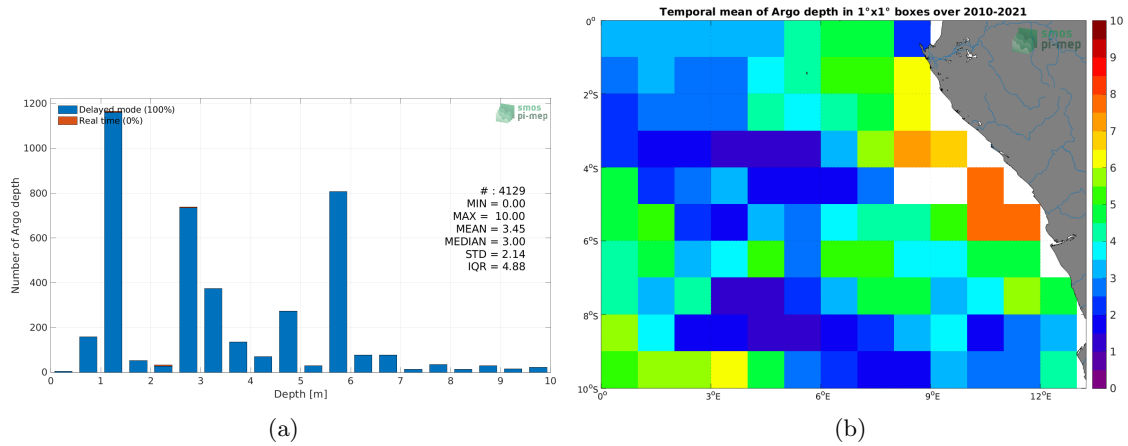 Temporal mean of Argo depth in 1°x1° boxes over 2010-2021
Delayed mode (100%)
Real time (0%)
smos
pi-mep
# : 4129
MIN = 0.00
MAX = 10.00
MEAN = 3.45
MEDIAN = 3.00
STD = 2.14
IQR = 4.88
Number of Argo depth
1200
1000
800
600
400
200
0
0 1 2 3 4 5 6 7 8 9 10
Depth [m]
(a)
smos
pi-mep
0°
2°S
4°S
6°S
8°S
10°S
0° 3°E 6°E 9°E 12°E
10
9
8
7
6
5
4
3
2
1
0
(b)